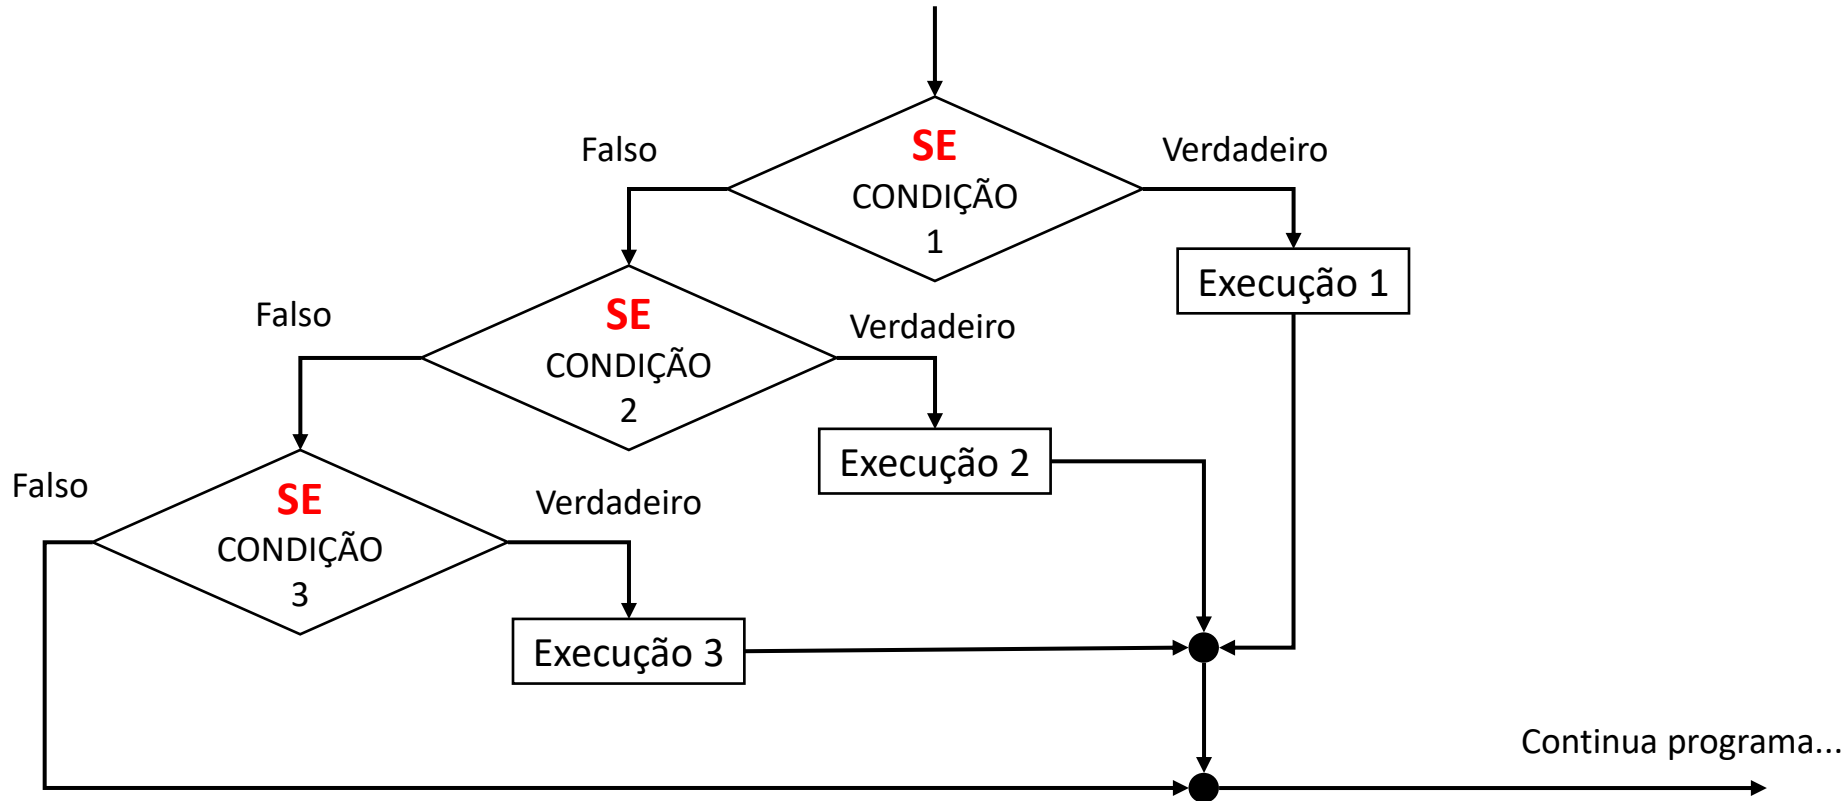 Falso
SE
Verdadeiro
CONDIÇÃO
1
Execução 1
Falso
SE
Verdadeiro
CONDIÇÃO
2
Execução 2
Falso
SE
Verdadeiro
CONDIÇÃO
3
Execução 3
Continua programa...